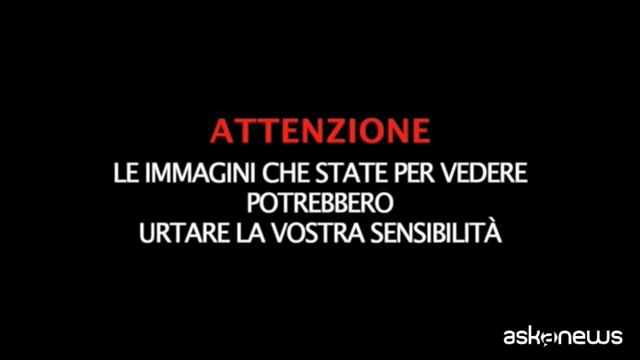 ATTENZIONE
LE IMMAGINI CHE STATE PER VEDERE
POTREBBERO
URTARE LA VOSTRA SENSIBILITÀ
askanews